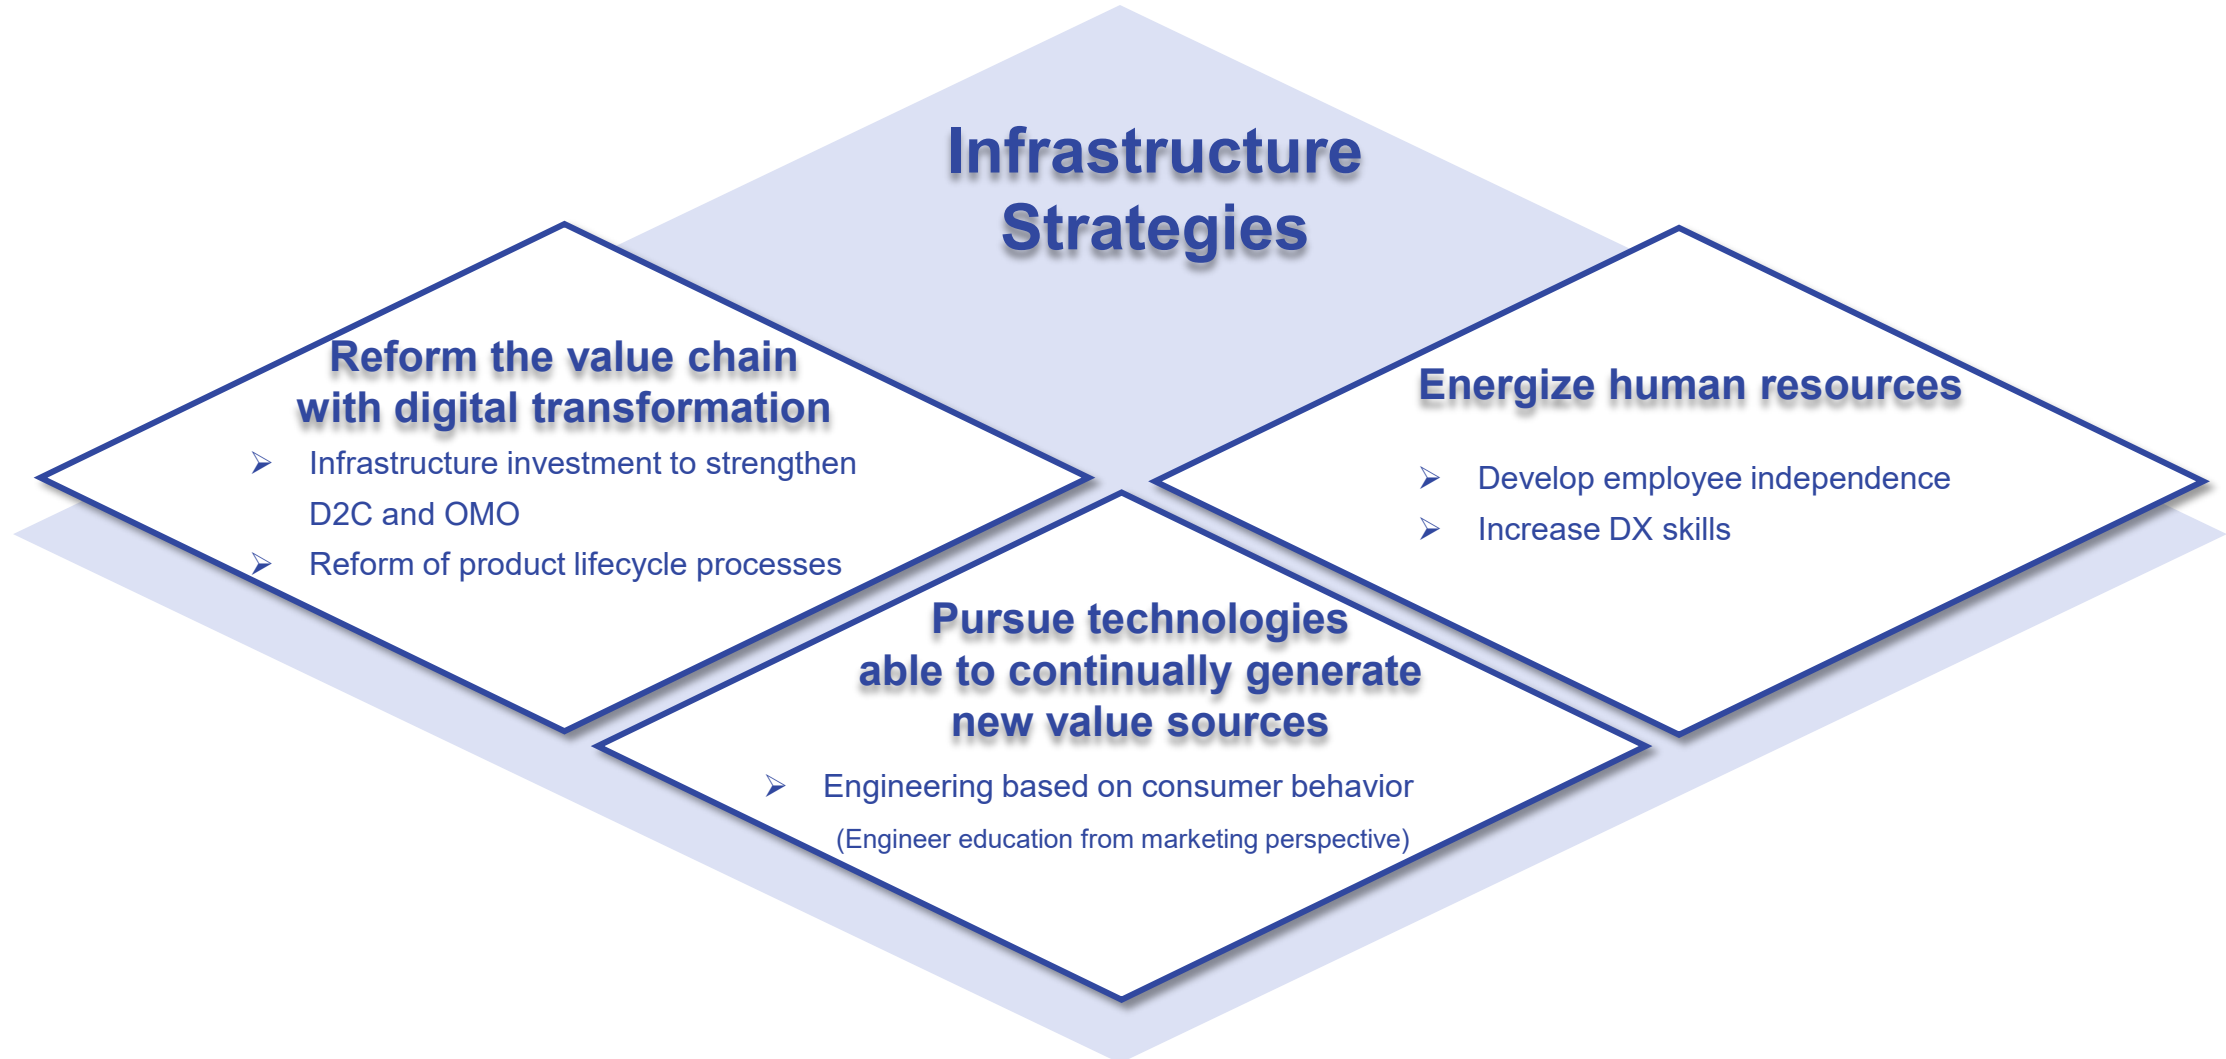 Infrastructure
Strategies
Reform the value chain
with digital transformation
➢ Infrastructure investment to strengthen
D2C and OMO
➢ Reform of product lifecycle processes
Energize human resources
➢ Develop employee independence
➢ Increase DX skills
Pursue technologies
able to continually generate
new value sources
➢ Engineering based on consumer behavior
(Engineer education from marketing perspective)